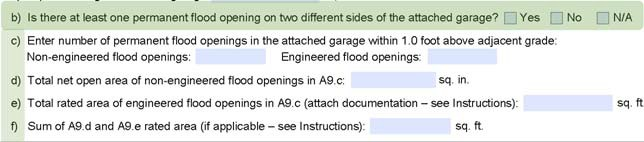 b) Is there at least one permanent flood opening on two different sides of the attached garage? Yes No N/A
c) Enter number of permanent flood openings in the attached garage within 1.0 foot above adjacent grade:
Non-engineered flood openings: Engineered flood openings:
d) Total net open area of non-engineered flood openings in A9.c: sq. in.
e) Total rated area of engineered flood openings in A9.c (attach documentation – see Instructions): sq. ft
f) Sum of A9.d and A9.e rated area (if applicable – see Instructions): sq. ft.